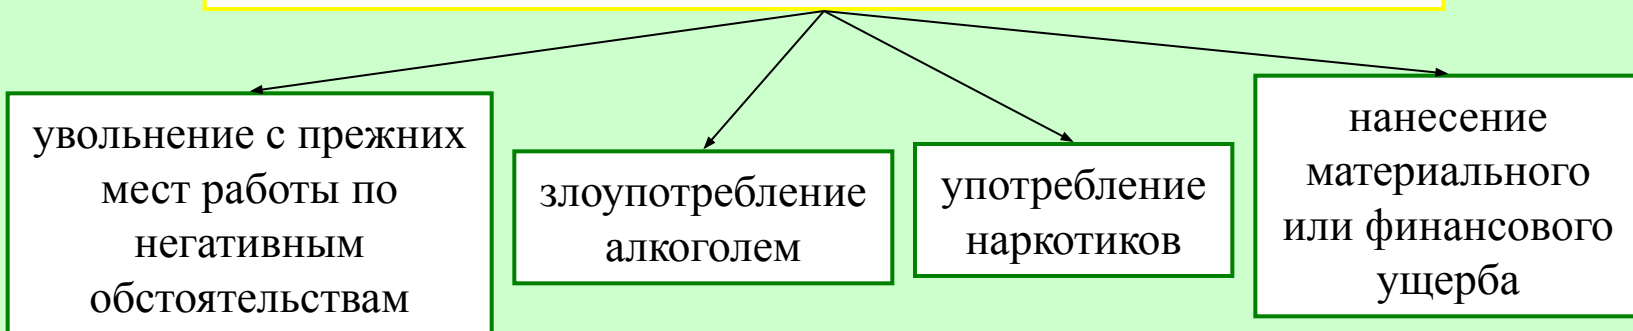 увольнение с прежних
мест работы по
негативным
обстоятельствам
злоупотребление
алкоголем
употребление
наркотиков
нанесение
материального
или финансового
ущерба